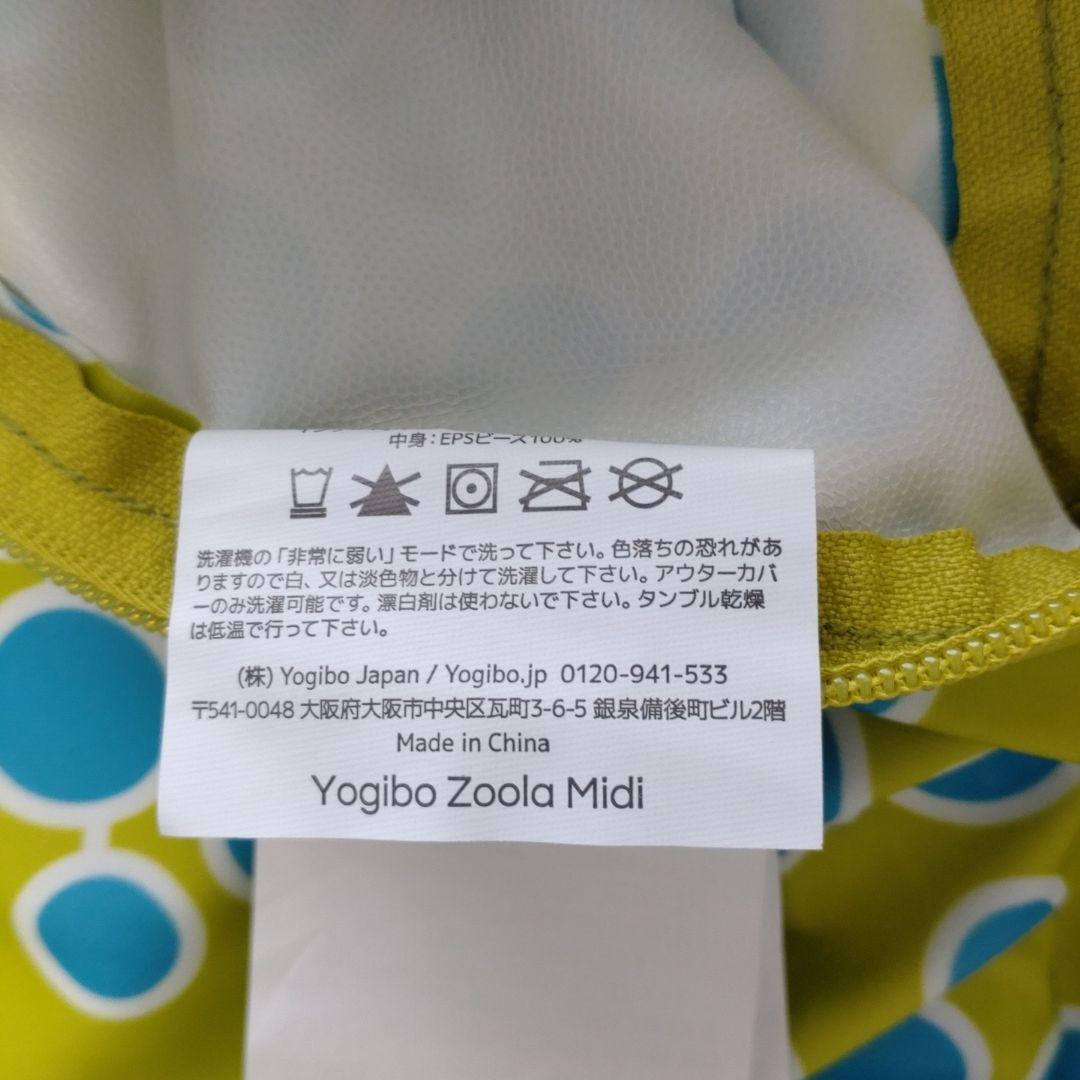 中身：EPSビーズ100%
洗濯機の「非常に弱い」モードで洗って下さい。色落ちの恐れがあ
りますので白、又は淡色物と分けて洗濯して下さい。アウターカバ
ーのみ洗濯可能です。漂白剤は使わないで下さい。タンブル乾燥
は低温で行って下さい。
(株) Yogibo Japan / Yogibo.jp 0120-941-533
〒541-0048 大阪府大阪市中央区瓦町3-6-5 銀泉備後町ビル2階
Made in China
Yogibo Zoola Midi